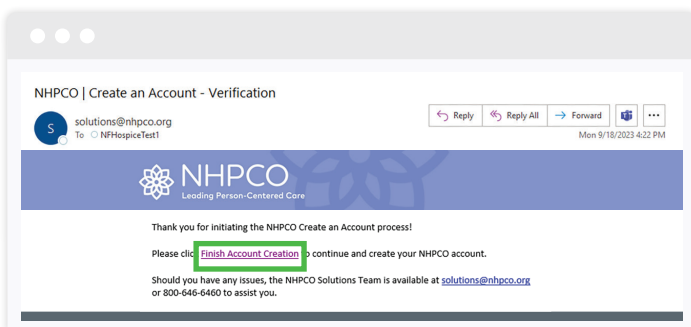 NHPCO | Create an Account - Verification
S
solutions@nhpco.org
To NFHospiceTest1
Reply
Reply All
Forward
Mon 9/18/2023 4:22 PM
NHPCO
Leading Person-Centered Care
Thank you for initiating the NHPCO Create an Account process!
Please clic Finish Account Creation o continue and create your NHPCO account.
Should you have any issues, the NHPCO Solutions Team is available at solutions@nhpco.org
or 800-646-6460 to assist you.